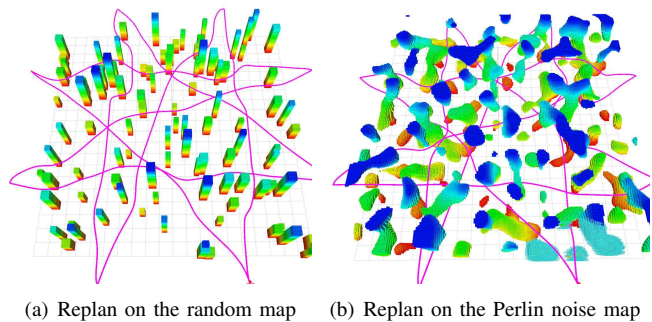 (a) Replan on the random map
(b) Replan on the Perlin noise map